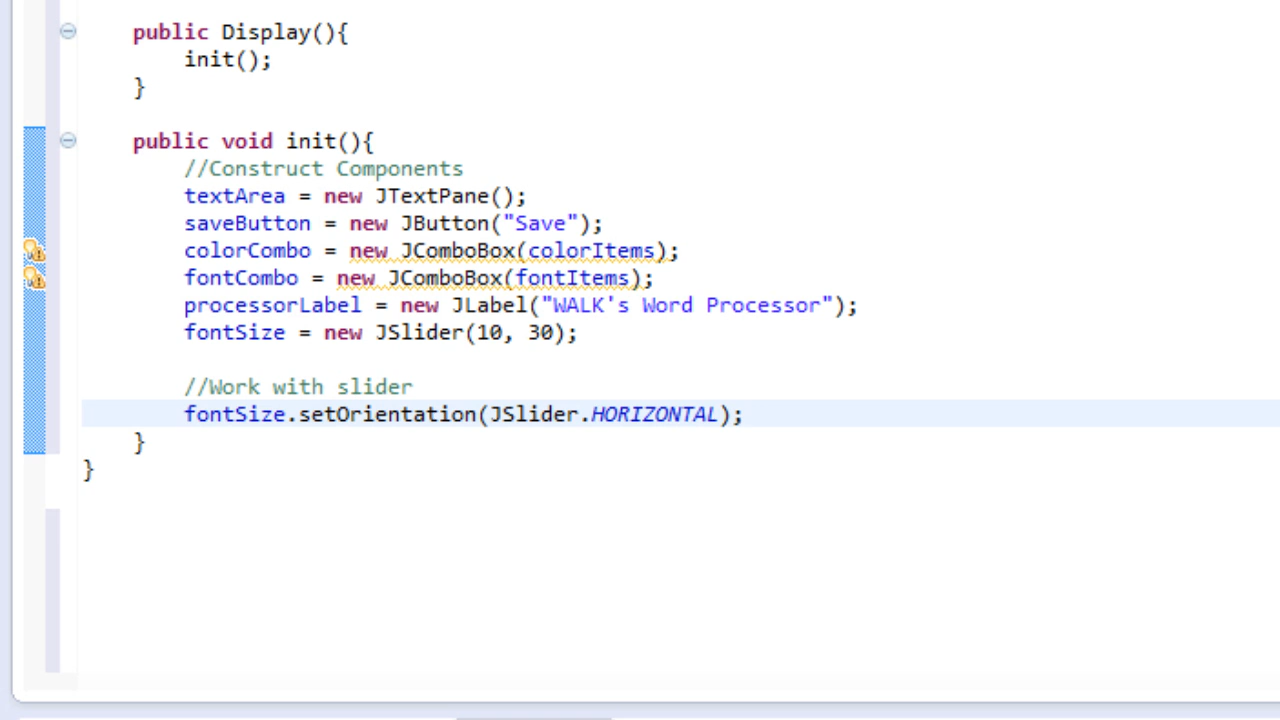 public Display(){
init();
}
public void init(){
//Construct Components
textArea = new JTextPane();
saveButton = new JButton("Save");
colorCombo = new JComboBox(colorItems);
fontCombo = new JComboBox(fontItems);
processorLabel = new JLabel("WALK's Word Processor");
fontSize = new JSlider(10, 30);
//Work with slider
fontSize.setOrientation(JSlider.HORIZONTAL);
}
}